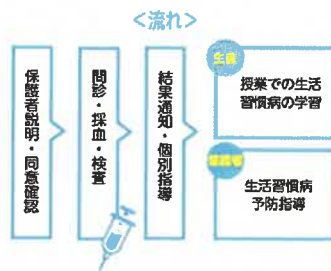 <流れ>
保護者説明・同意確認
問診・採血・検査
結果通知・個別指導
生徒
授業での生活
習慣病の学習
保護者
生活習慣病
予防指導